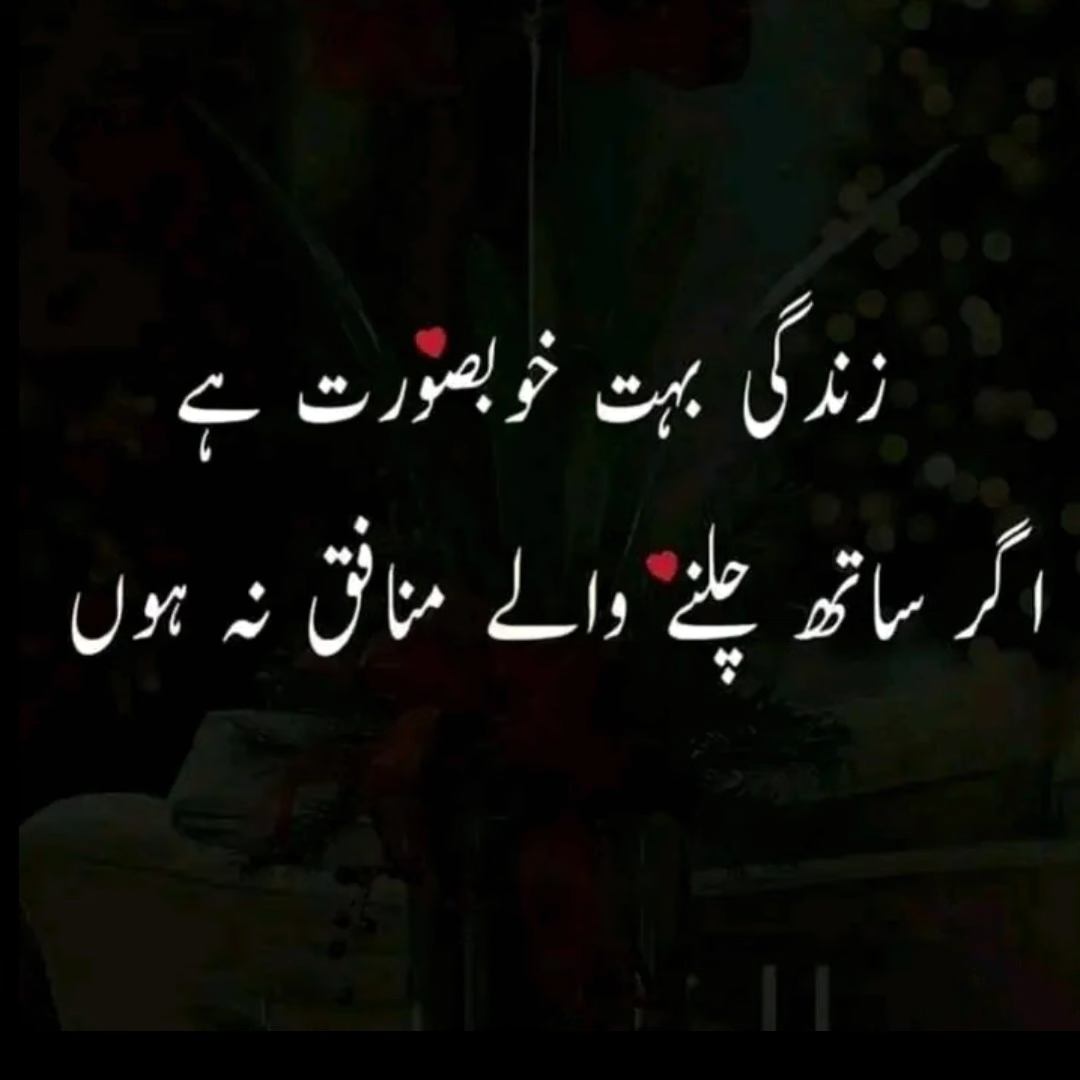 زندگی بہت خوبصورت ہے
اگر ساتھ چلنے والے منافق نہ ہوں